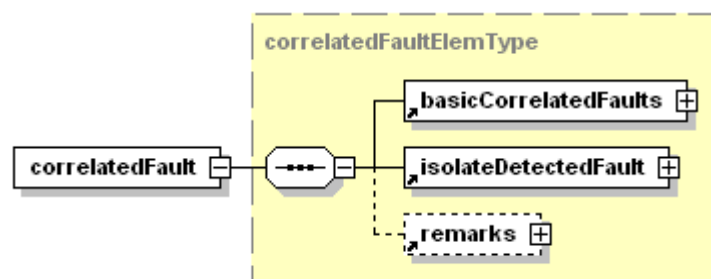 correlatedFaultElemType
basicCorrelatedFaults
correlatedFault
isolateDetectedFault
remarks